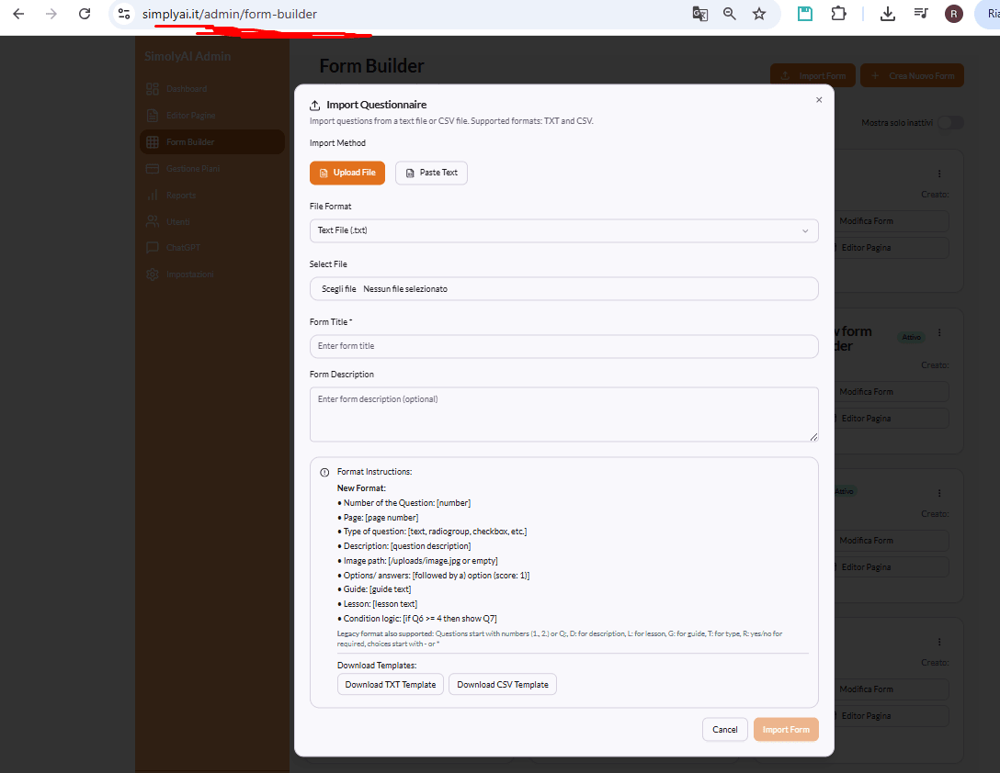 simplyai.it/admin/form-builder
R
Ria
SimolyAI Admin
Dashboard
Editor Pagine
Form Builder
Gestione Piani
Reports
Utenti
ChatGPT
Impostazioni
Form Builder
Import Form
Crea Nuovo Form
Mostra solo inattivi
Creato:
Modifica Form
Editor Pagina
w form
der
Attivo
Creato:
Modifica Form
Editor Pagina
Attivo
Creato:
Modifica Form
Editor Pagina
Creato:
Modifica Form
Editor Pagina
Import Questionnaire
Import questions from a text file or CSV file. Supported formats: TXT and CSV.
Import Method
Upload File
Paste Text
File Format
Text File (.txt)
Select File
Scegli file Nessun file selezionato
Form Title *
Enter form title
Form Description
Enter form description (optional)
Format Instructions:
New Format:
• Number of the Question: [number]
• Page: [page number]
• Type of question: [text, radiogroup, checkbox, etc.]
• Description: [question description]
• Image path: [/uploads/image.jpg or empty]
• Options/ answers: [followed by a) option (score: 1)]
• Guide: [guide text]
• Lesson: [lesson text]
• Condition logic: [if Q6 >= 4 then show Q7]
Legacy format also supported: Questions start with numbers (1., 2.) or Q:, D: for description, L: for lesson, G: for guide, T: for type, R: yes/no for
required, choices start with - or *
Download Templates:
Download TXT Template
Download CSV Template
Cancel
Import Form